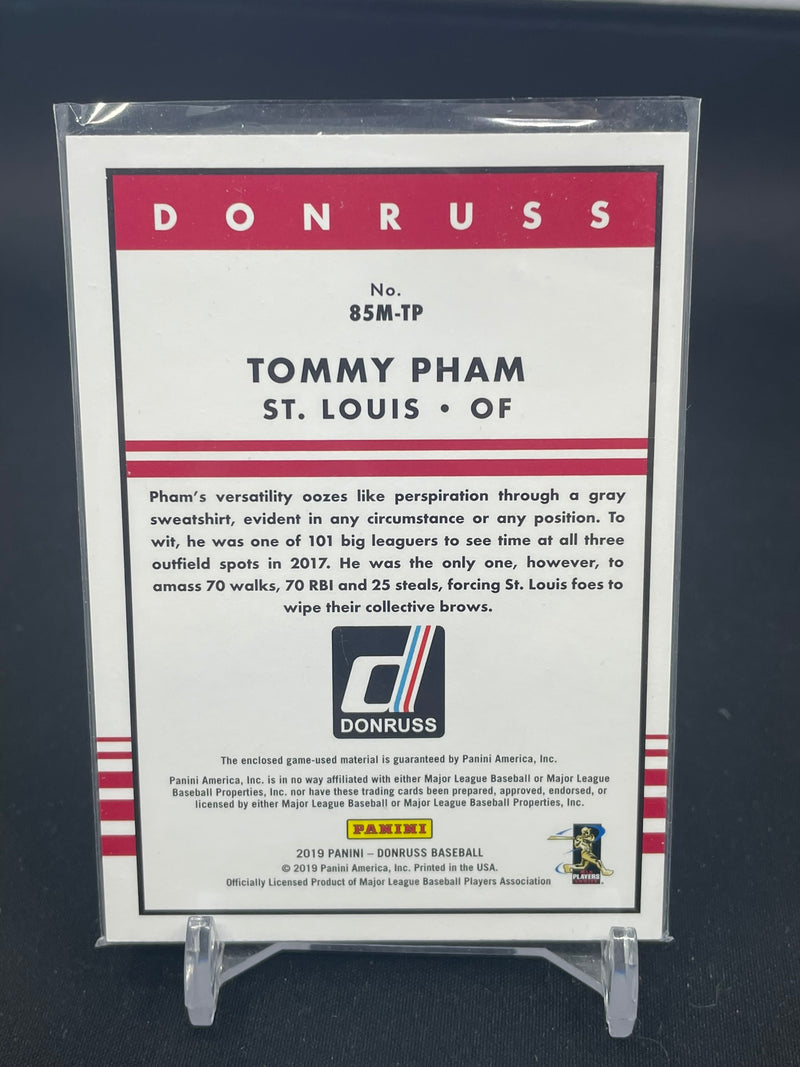 DONRUSS
No.
85M-TP
TOMMY PHAM
ST. LOUIS • OF
Pham's versatility oozes like perspiration through a gray
sweatshirt, evident in any circumstance or any position. To
wit, he was one of 101 big leaguers to see time at all three
outfield spots in 2017. He was the only one, however, to
amass 70 walks, 70 RBI and 25 steals, forcing St. Louis foes to
wipe their collective brows.
d
DONRUSS
The enclosed game-used material is guaranteed by Panini America, Inc.
Panini America, Inc. is in no way affiliated with either Major League Baseball or Major League
Baseball Properties, Inc. nor have these trading cards been prepared, approved, endorsed, or
licensed by either Major League Baseball or Major League Baseball Properties, Inc.
PANINI
2019 PANINI – DONRUSS BASEBALL
© 2019 Panini America, Inc. Printed in the USA.
Officially Licensed Product of Major League Baseball Players Association
PLAYERS